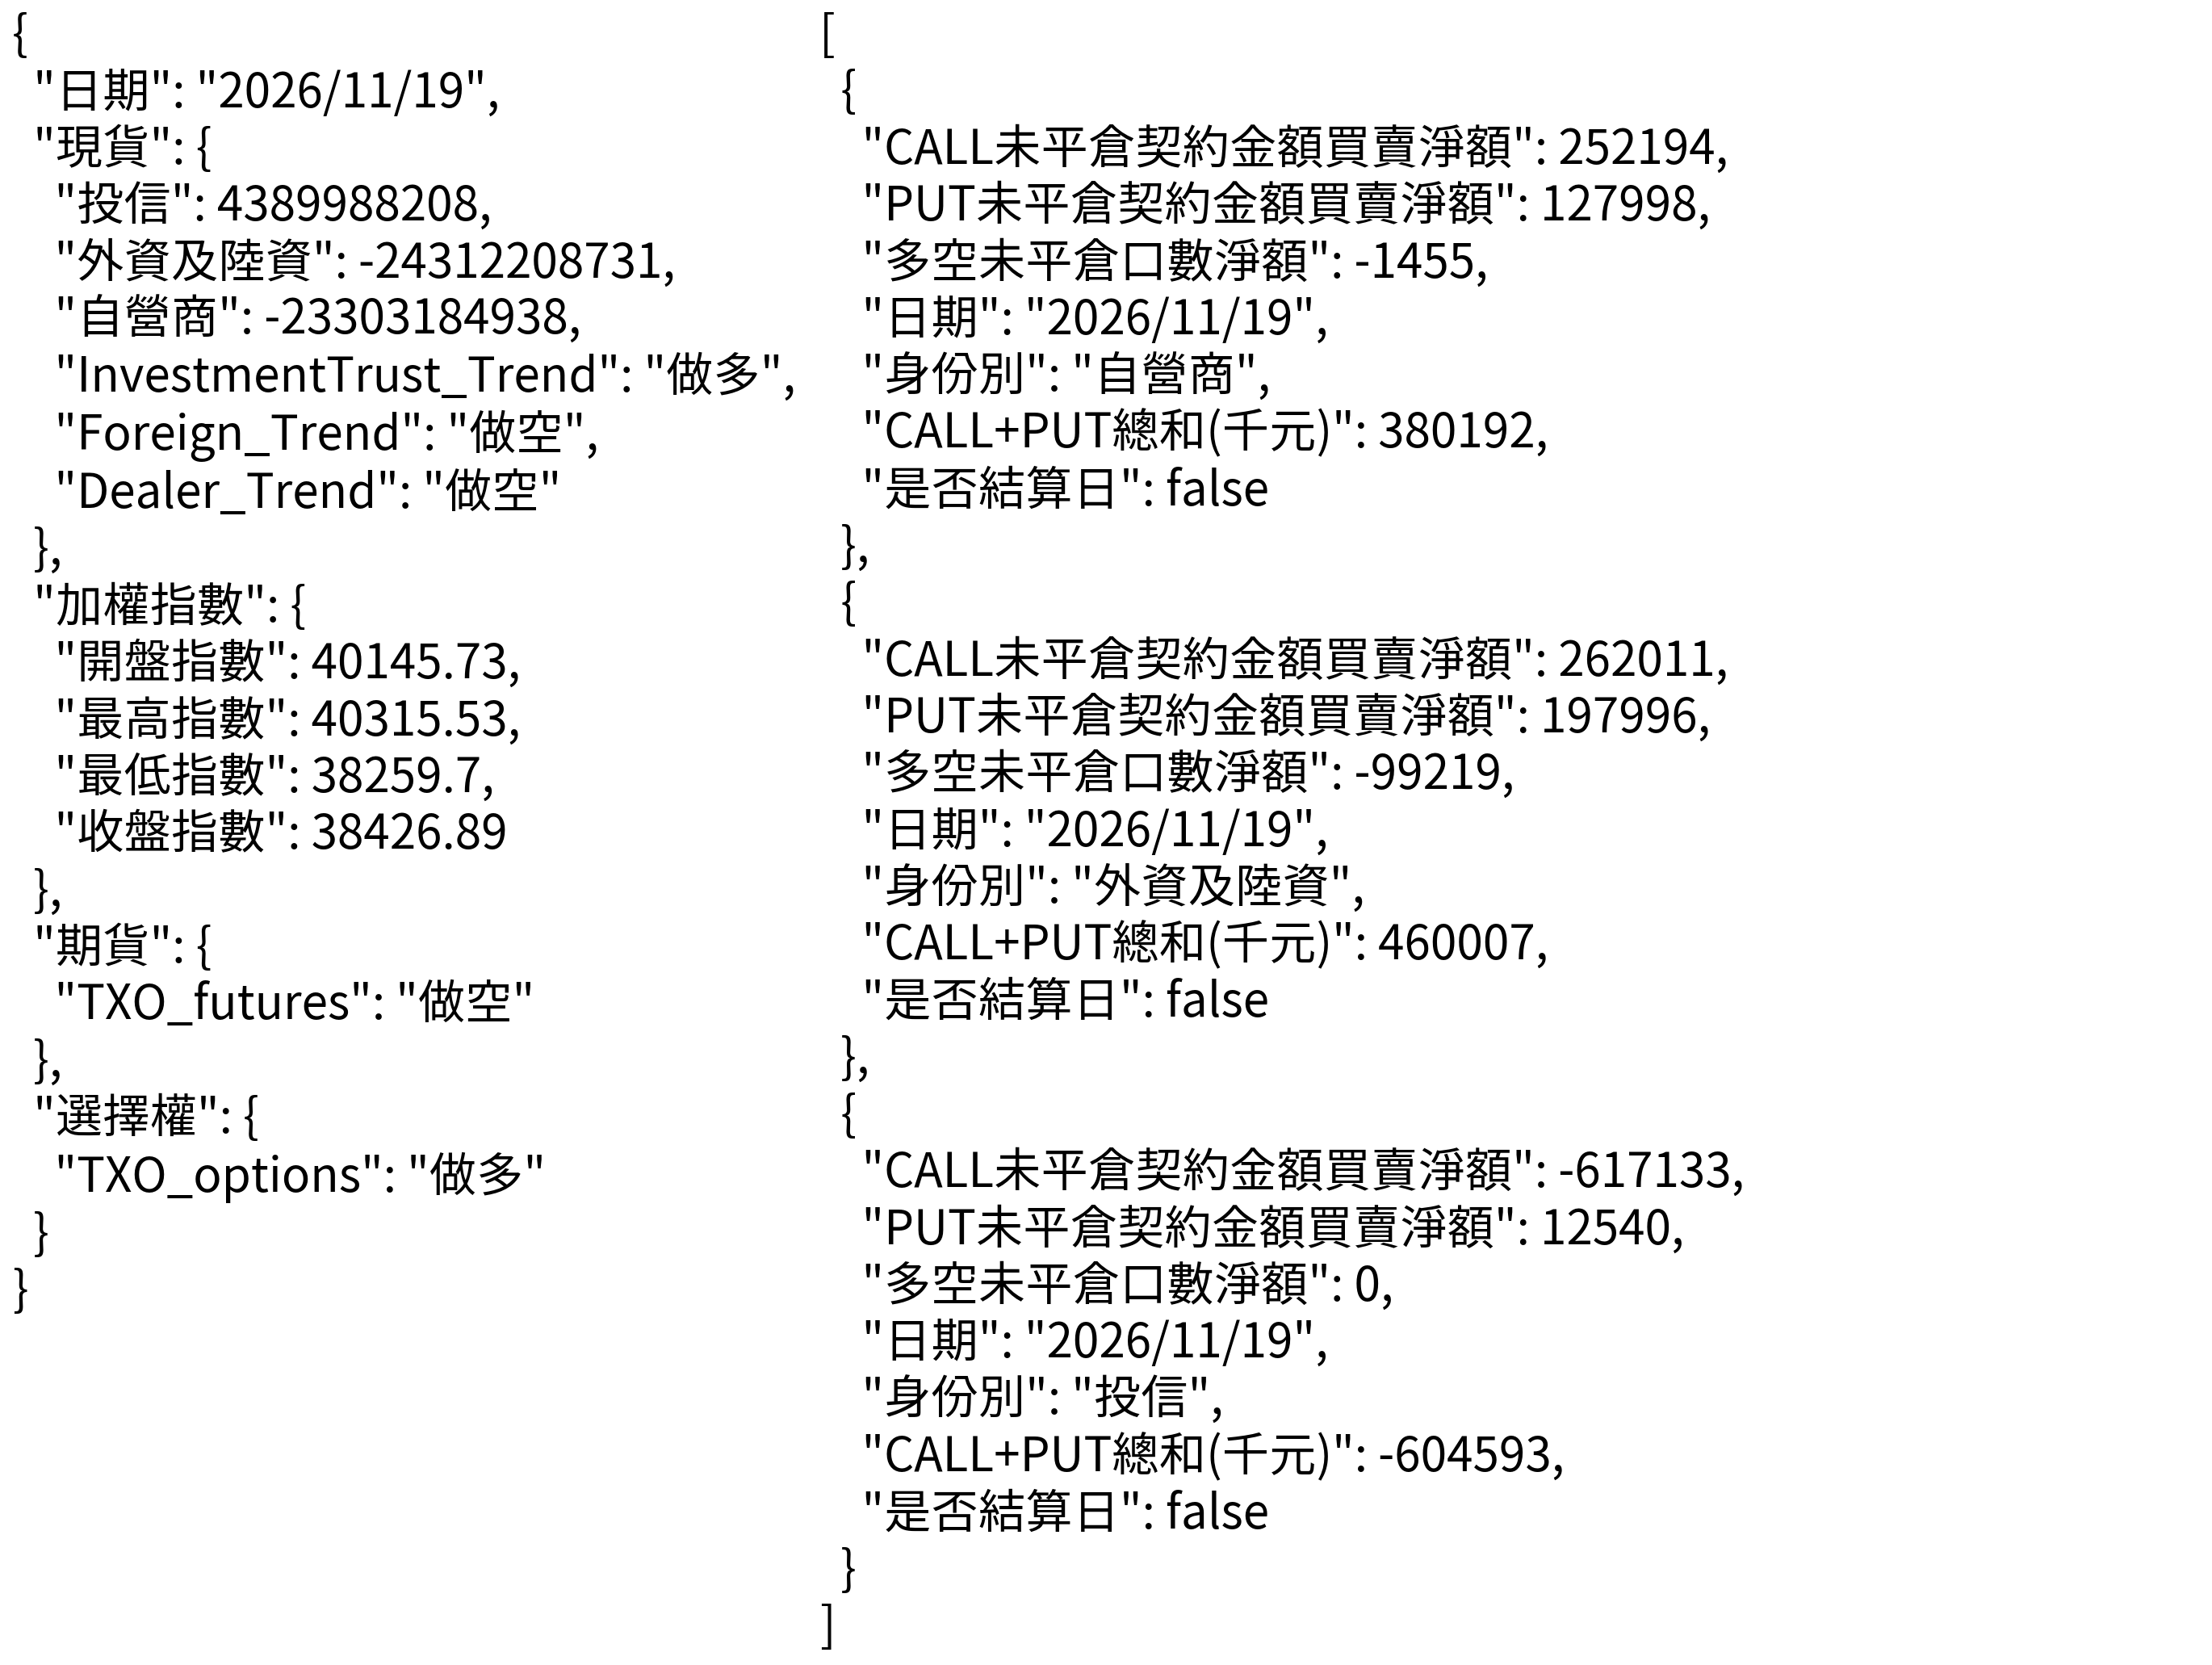 {
"日期": "2026/11/19",
"現貨": {
"投信": 4389988208,
"外資及陸資": -24312208731,
"自營商": -23303184938,
"InvestmentTrust_Trend": "做多",
"Foreign_Trend": "做空",
"Dealer_Trend": "做空"
},
"加權指數": {
"開盤指數": 40145.73,
"最高指數": 40315.53,
"最低指數": 38259.7,
"收盤指數": 38426.89
},
"期貨": {
"TXO_futures": "做空"
},
"選擇權": {
"TXO_options": "做多"
}
}
[
{
"CALL未平倉契約金額買賣淨額": 252194,
"PUT未平倉契約金額買賣淨額": 127998,
"多空未平倉口數淨額": -1455,
"日期": "2026/11/19",
"身份別": "自營商",
"CALL+PUT總和(千元)": 380192,
"是否結算日": false
},
{
"CALL未平倉契約金額買賣淨額": 262011,
"PUT未平倉契約金額買賣淨額": 197996,
"多空未平倉口數淨額": -99219,
"日期": "2026/11/19",
"身份別": "外資及陸資",
"CALL+PUT總和(千元)": 460007,
"是否結算日": false
},
{
"CALL未平倉契約金額買賣淨額": -617133,
"PUT未平倉契約金額買賣淨額": 12540,
"多空未平倉口數淨額": 0,
"日期": "2026/11/19",
"身份別": "投信",
"CALL+PUT總和(千元)": -604593,
"是否結算日": false
}
]